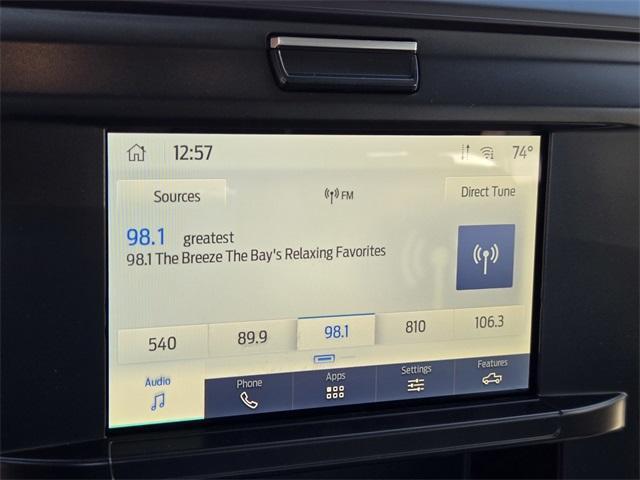 12:57 74°
Sources FM Direct Tune
98.1 greatest
98.1 The Breeze The Bay's Relaxing Favorites
540 89.9 98.1 810 106.3
Audio Phone Apps Settings Features